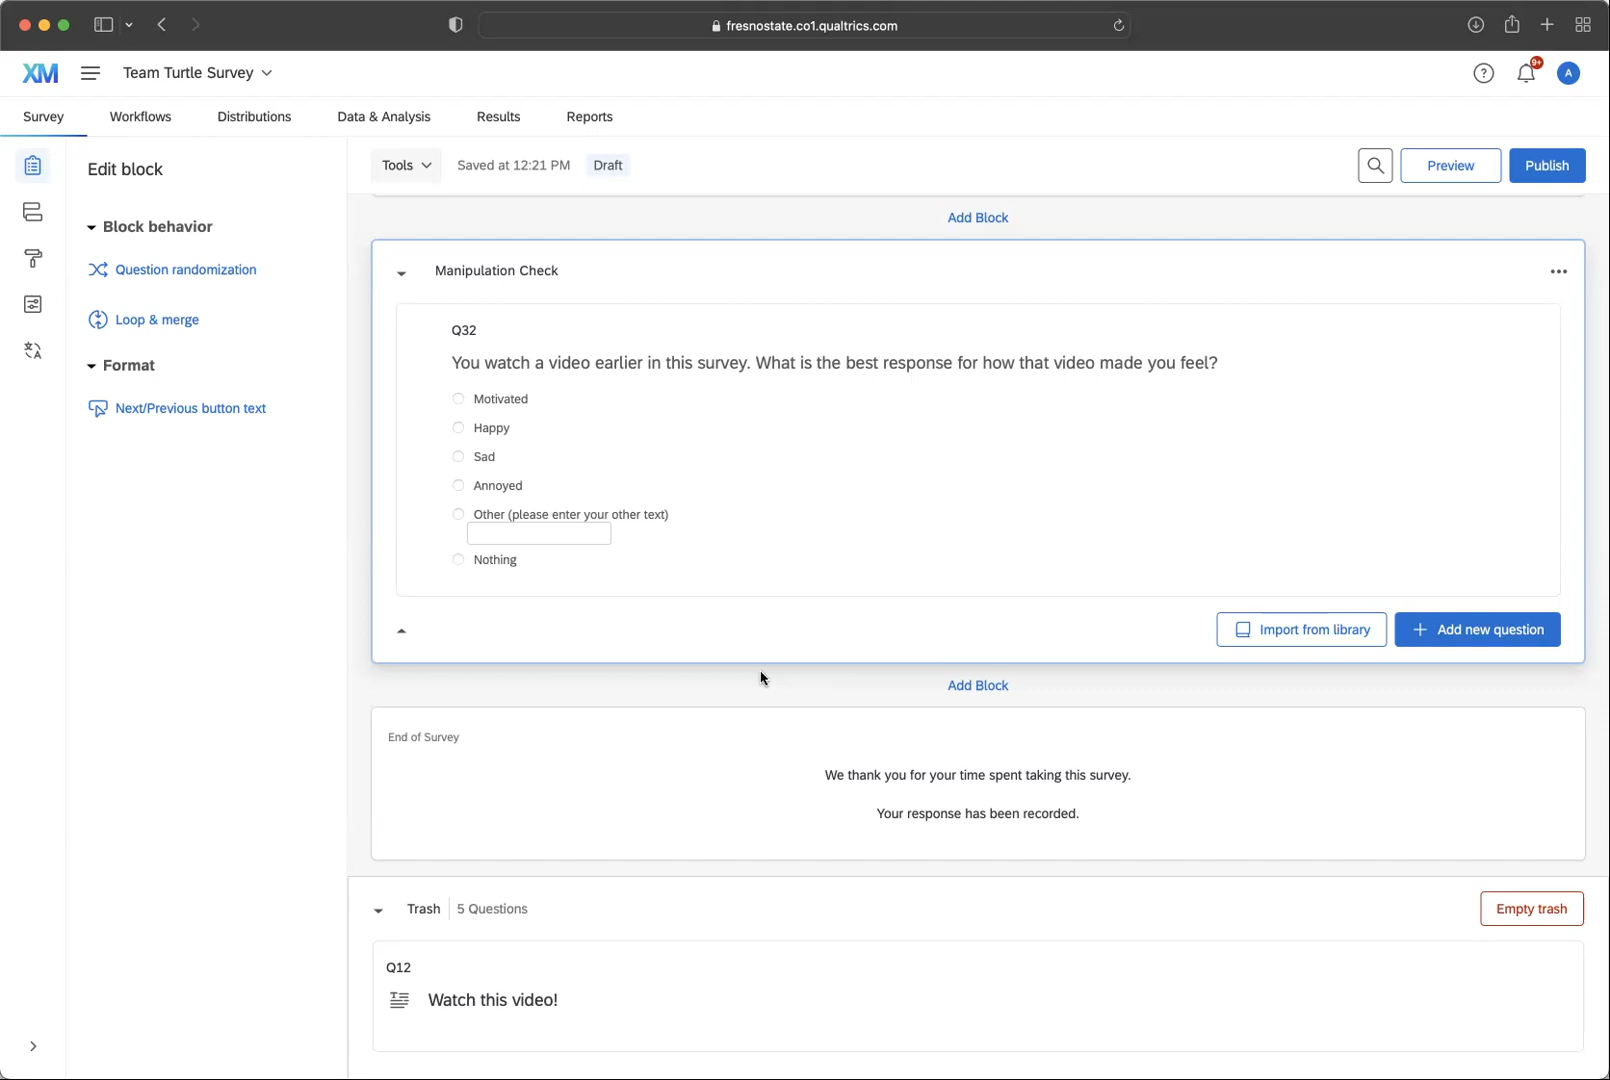 fresnostate.co1.qualtrics.com
XM
Team Turtle Survey
9+
A
Survey
Workflows
Distributions
Data & Analysis
Results
Reports
Edit block
Block behavior
Question randomization
Loop & merge
Format
Next/Previous button text
Tools
Saved at 12:21 PM
Draft
Preview
Publish
Add Block
Manipulation Check
Q32
You watch a video earlier in this survey. What is the best response for how that video made you feel?
Motivated
Happy
Sad
Annoyed
Other (please enter your other text)
Nothing
Import from library
Add new question
Add Block
End of Survey
We thank you for your time spent taking this survey.
Your response has been recorded.
Trash
5 Questions
Empty trash
Q12
Watch this video!